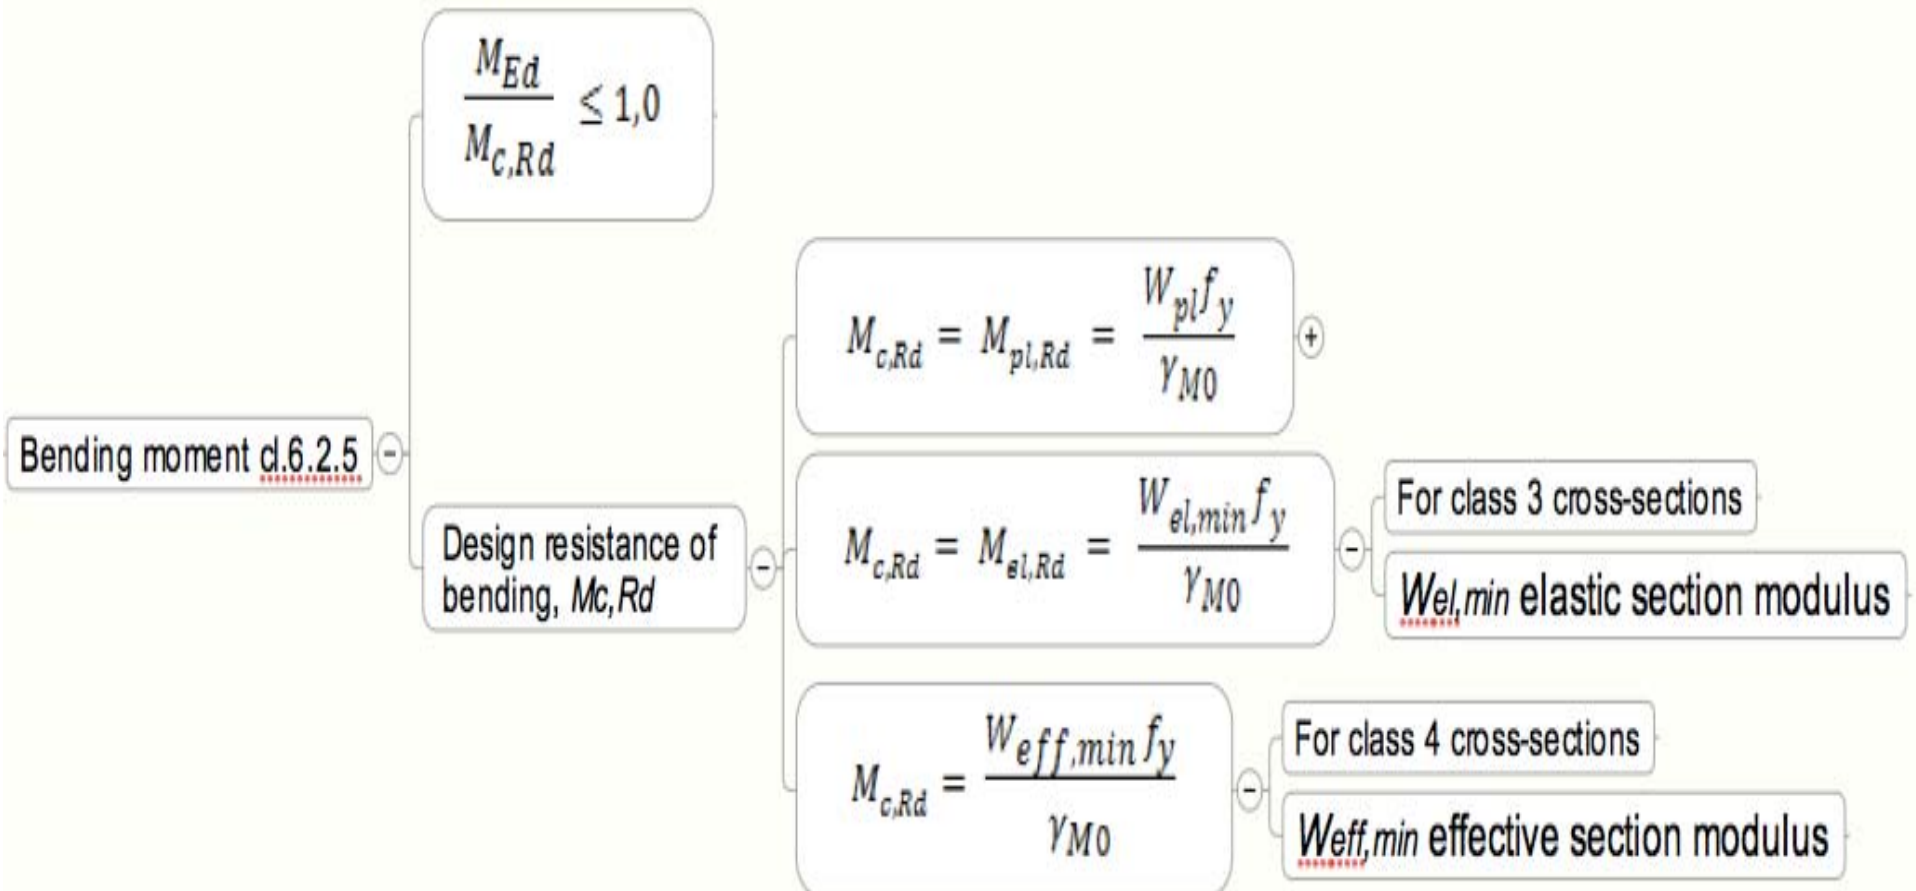 M_Ed / M_c,Rd ≤ 1,0
M_c,Rd = M_pl,Rd = W_pl f_y / γ_M0
+
Bending moment cl.6.2.5
−
Design resistance of
bending, Mc,Rd
−
M_c,Rd = M_el,Rd = W_el,min f_y / γ_M0
−
For class 3 cross-sections
Wel,min elastic section modulus
M_c,Rd = W_eff,min f_y / γ_M0
−
For class 4 cross-sections
Weff,min effective section modulus